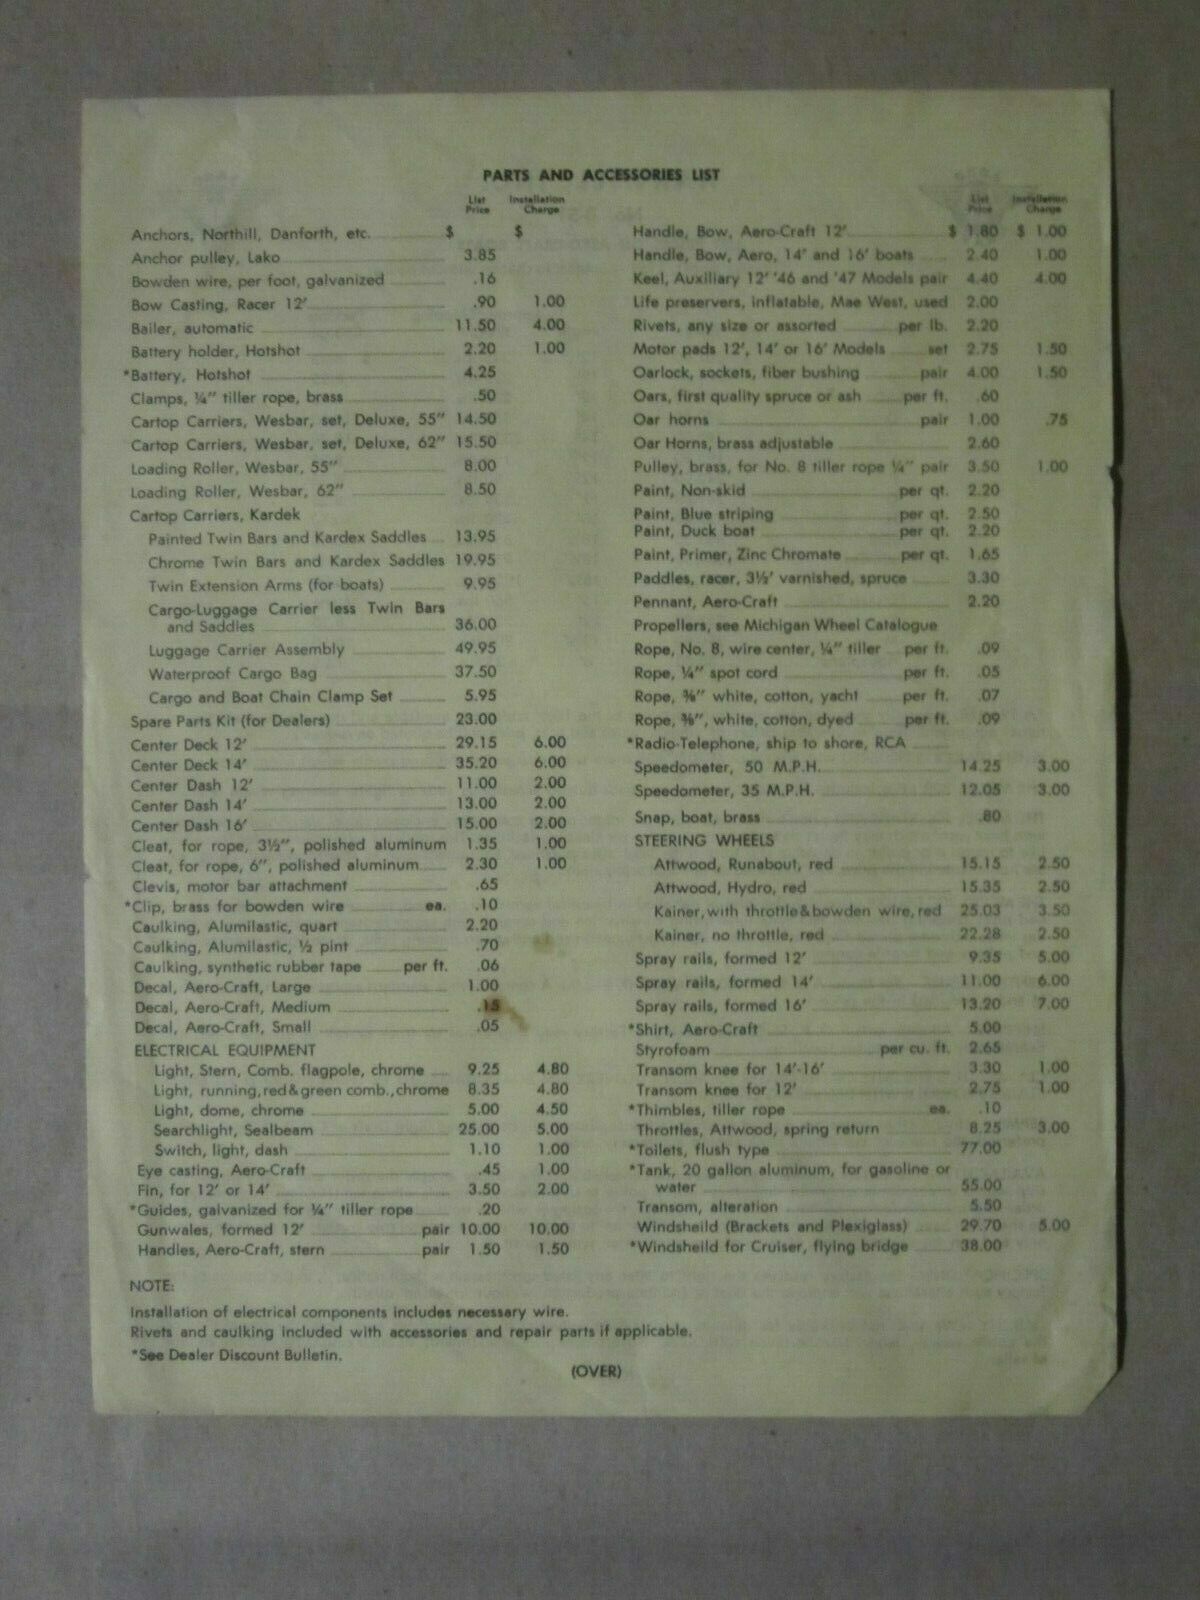 PARTS AND ACCESSORIES LIST
List Price Installation Charge
Anchors, Northill, Danforth, etc. $ $
Anchor pulley, Lako 3.85
Bowden wire, per foot, galvanized .16
Bow Casting, Racer 12' .90 1.00
Bailer, automatic 11.50 4.00
Battery holder, Hotshot 2.20 1.00
*Battery, Hotshot 4.25
Clamps, ¼" tiller rope, brass .50
Cartop Carriers, Wesbar, set, Deluxe, 55" 14.50
Cartop Carriers, Wesbar, set, Deluxe, 62" 15.50
Loading Roller, Wesbar, 55" 8.00
Loading Roller, Wesbar, 62" 8.50
Cartop Carriers, Kardek
Painted Twin Bars and Kardex Saddles 13.95
Chrome Twin Bars and Kardex Saddles 19.95
Twin Extension Arms (for boats) 9.95
Cargo-Luggage Carrier less Twin Bars
and Saddles 36.00
Luggage Carrier Assembly 49.95
Waterproof Cargo Bag 37.50
Cargo and Boat Chain Clamp Set 5.95
Spare Parts Kit (for Dealers) 23.00
Center Deck 12' 29.15 6.00
Center Deck 14' 35.20 6.00
Center Dash 12' 11.00 2.00
Center Dash 14' 13.00 2.00
Center Dash 16' 15.00 2.00
Cleat, for rope, 3½", polished aluminum 1.35 1.00
Cleat, for rope, 6", polished aluminum 2.30 1.00
Clevis, motor bar attachment .65
*Clip, brass for bowden wire ea. .10
Caulking, Alumilastic, quart 2.20
Caulking, Alumilastic, ½ pint .70
Caulking, synthetic rubber tape per ft. .06
Decal, Aero-Craft, Large 1.00
Decal, Aero-Craft, Medium .15
Decal, Aero-Craft, Small .05
ELECTRICAL EQUIPMENT
Light, Stern, Comb. flagpole, chrome 9.25 4.80
Light, running, red & green comb., chrome 8.35 4.80
Light, dome, chrome 5.00 4.50
Searchlight, Sealbeam 25.00 5.00
Switch, light, dash 1.10 1.00
Eye casting, Aero-Craft .45 1.00
Fin, for 12' or 14' 3.50 2.00
*Guides, galvanized for ¼" tiller rope .20
Gunwales, formed 12' pair 10.00 10.00
Handles, Aero-Craft, stern pair 1.50 1.50
List Price Installation Charge
Handle, Bow, Aero-Craft 12' $ 1.80 $ 1.00
Handle, Bow, Aero, 14' and 16' boats 2.40 1.00
Keel, Auxiliary 12' '46 and '47 Models pair 4.40 4.00
Life preservers, inflatable, Mae West, used 2.00
Rivets, any size or assorted per lb. 2.20
Motor pads 12', 14' or 16' Models set 2.75 1.50
Oarlock, sockets, fiber bushing pair 4.00 1.50
Oars, first quality spruce or ash per ft. .60
Oar horns pair 1.00 .75
Oar Horns, brass adjustable 2.60
Pulley, brass, for No. 8 tiller rope ¼" pair 3.50 1.00
Paint, Non-skid per qt. 2.20
Paint, Blue striping per qt. 2.50
Paint, Duck boat per qt. 2.20
Paint, Primer, Zinc Chromate per qt. 1.65
Paddles, racer, 3½' varnished, spruce 3.30
Pennant, Aero-Craft 2.20
Propellers, see Michigan Wheel Catalogue
Rope, No. 8, wire center, ¼" tiller per ft. .09
Rope, ¼" spot cord per ft. .05
Rope, ⅜" white, cotton, yacht per ft. .07
Rope, ⅜", white, cotton, dyed per ft. .09
*Radio-Telephone, ship to shore, RCA
Speedometer, 50 M.P.H. 14.25 3.00
Speedometer, 35 M.P.H. 12.05 3.00
Snap, boat, brass .80
STEERING WHEELS
Attwood, Runabout, red 15.15 2.50
Attwood, Hydro, red 15.35 2.50
Kainer, with throttle & bowden wire, red 25.03 3.50
Kainer, no throttle, red 22.28 2.50
Spray rails, formed 12' 9.35 5.00
Spray rails, formed 14' 11.00 6.00
Spray rails, formed 16' 13.20 7.00
*Shirt, Aero-Craft 5.00
Styrofoam per cu. ft. 2.65
Transom knee for 14'-16' 3.30 1.00
Transom knee for 12' 2.75 1.00
*Thimbles, tiller rope ea. .10
Throttles, Attwood, spring return 8.25 3.00
*Toilets, flush type 77.00
*Tank, 20 gallon aluminum, for gasoline or
water 55.00
Transom, alteration 5.50
Windsheild (Brackets and Plexiglass) 29.70 5.00
*Windsheild for Cruiser, flying bridge 38.00
NOTE:
Installation of electrical components includes necessary wire.
Rivets and caulking included with accessories and repair parts if applicable.
*See Dealer Discount Bulletin.
(OVER)